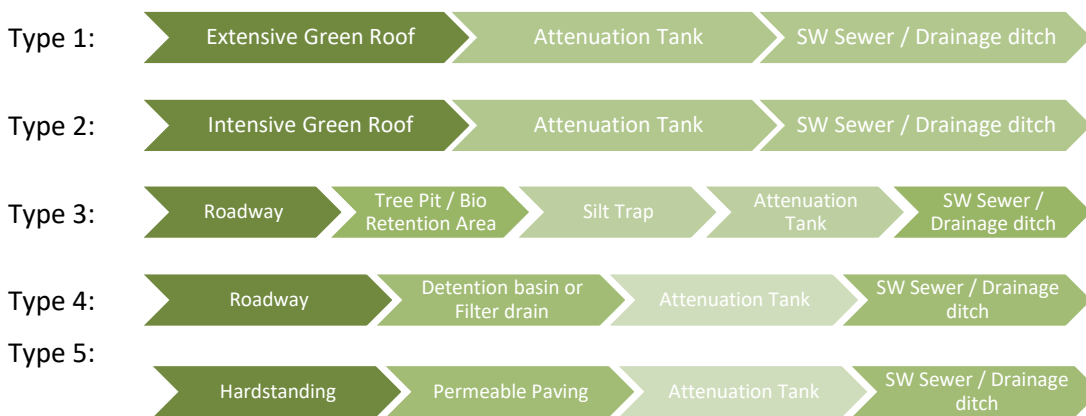 Type 1:
Extensive Green Roof
Attenuation Tank
SW Sewer / Drainage ditch
Type 2:
Intensive Green Roof
Attenuation Tank
SW Sewer / Drainage ditch
Type 3:
Roadway
Tree Pit / Bio
Retention Area
Silt Trap
Attenuation
Tank
SW Sewer /
Drainage ditch
Type 4:
Roadway
Detention basin or
Filter drain
Attenuation Tank
SW Sewer / Drainage
ditch
Type 5:
Hardstanding
Permeable Paving
Attenuation Tank
SW Sewer / Drainage
ditch